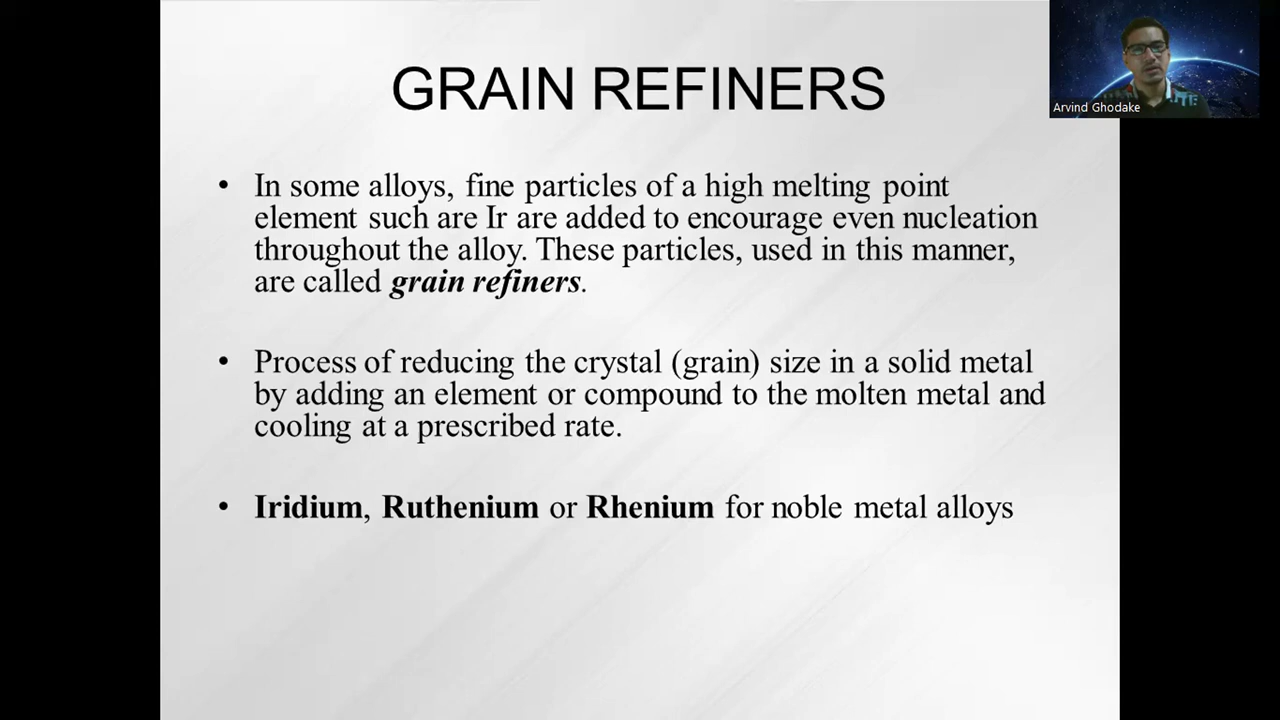 GRAIN REFINERS
Arvind Ghodake
• In some alloys, fine particles of a high melting point
element such are Ir are added to encourage even nucleation
throughout the alloy. These particles, used in this manner,
are called grain refiners.
• Process of reducing the crystal (grain) size in a solid metal
by adding an element or compound to the molten metal and
cooling at a prescribed rate.
• Iridium, Ruthenium or Rhenium for noble metal alloys